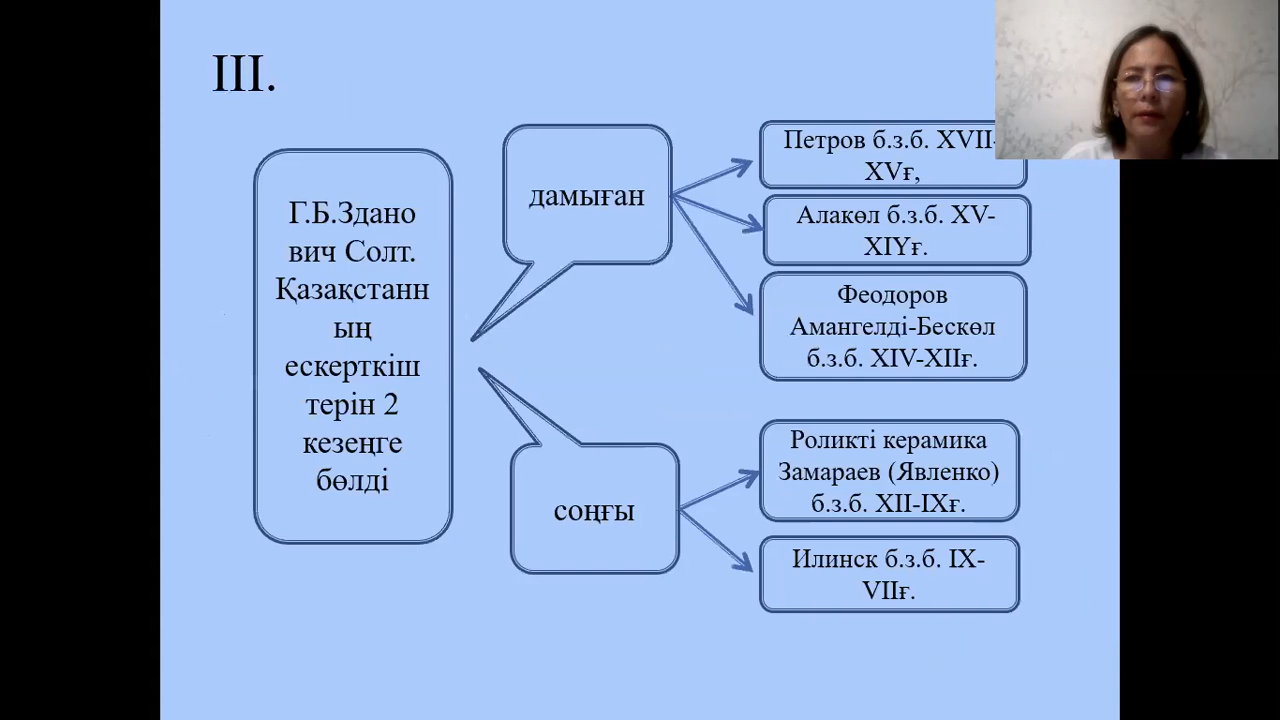 III.
Г.Б.Здано
вич Солт.
Қазақстанн
ың
ескерткіш
терін 2
кезеңге
бөлді
дамыған
Петров б.з.б. XVII-
XVғ,
Алакөл б.з.б. XV-
XIYғ.
Феодоров
Амангелді-Бескөл
б.з.б. XIV-XIIғ.
соңғы
Роликті керамика
Замараев (Явленко)
б.з.б. XII-IXғ.
Илинск б.з.б. IX-
VIIғ.